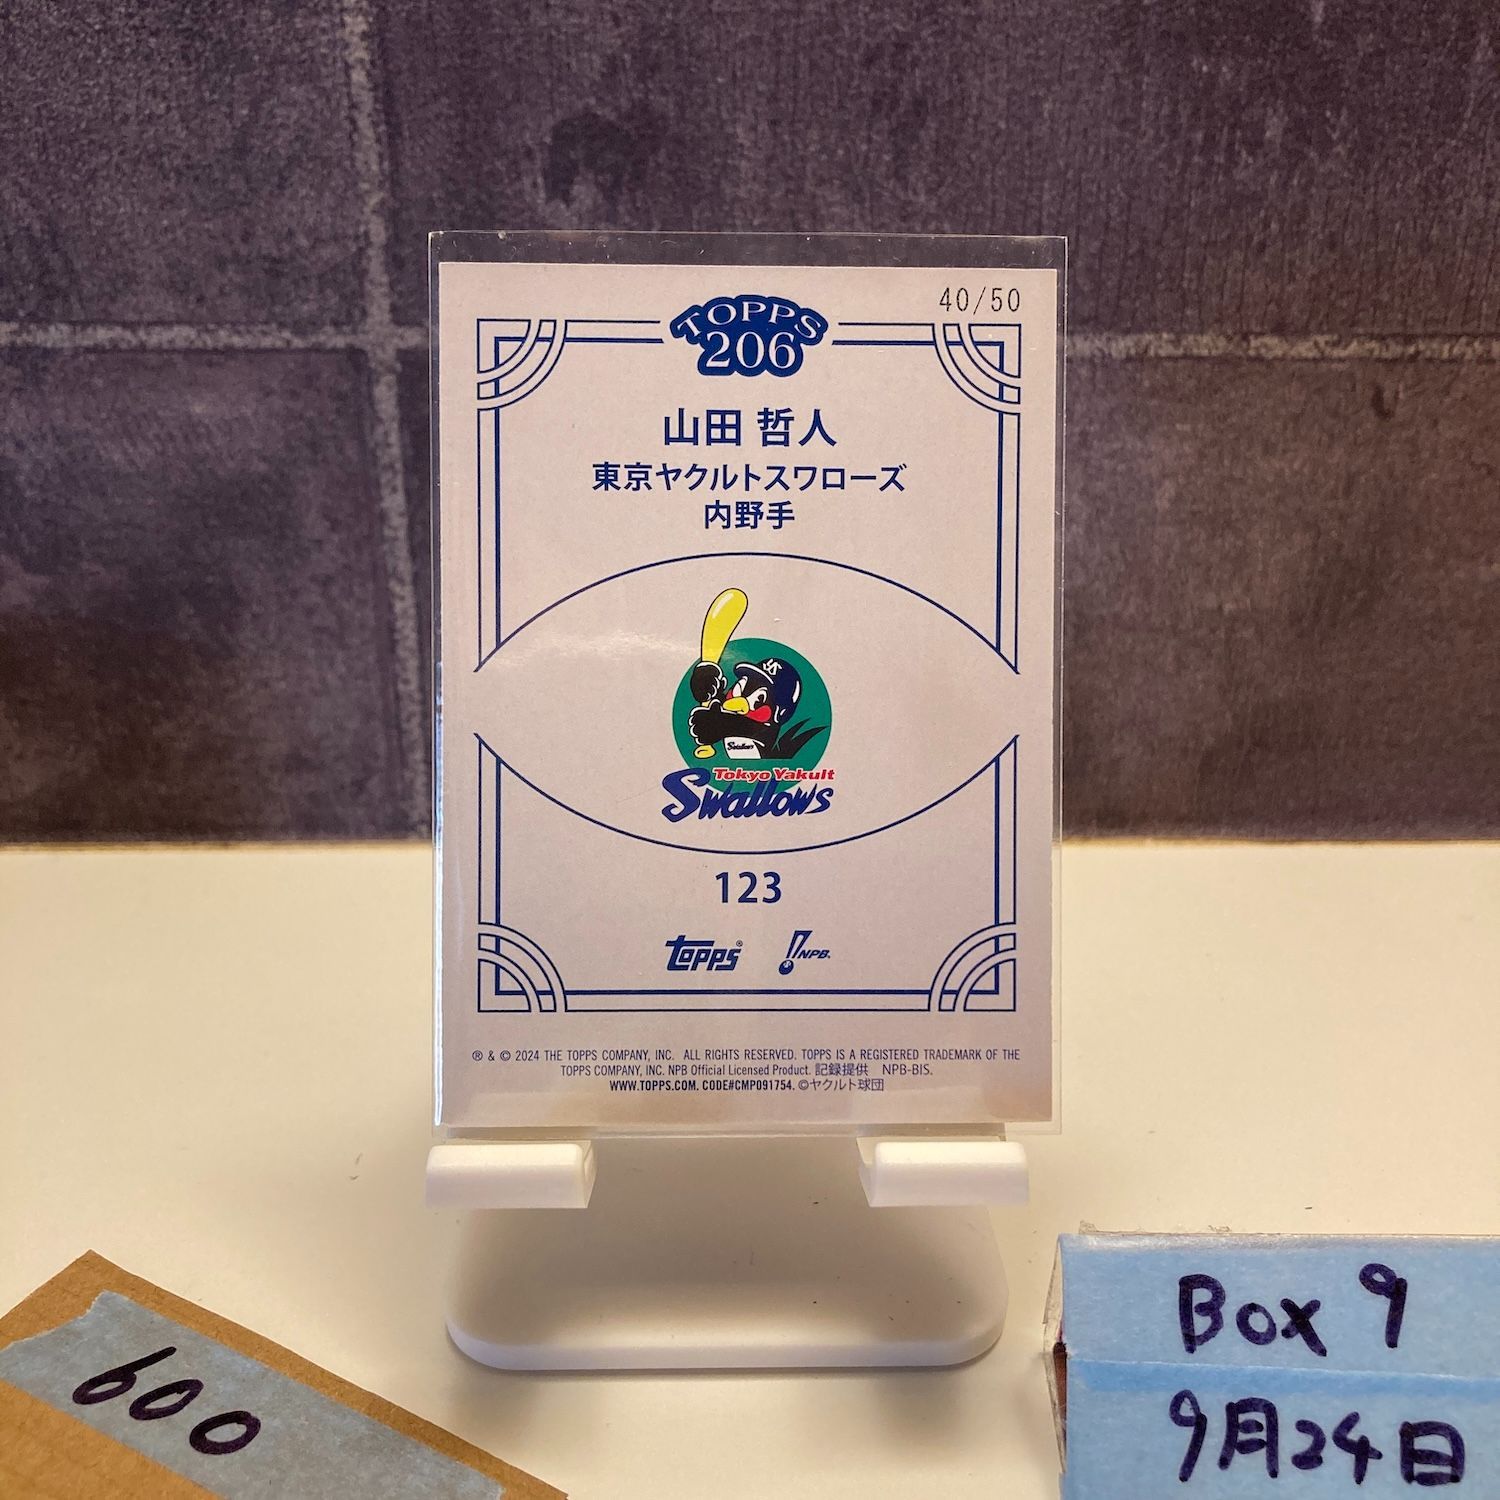 40/50
TOPPS
206
山田 哲人
東京ヤクルトスワローズ
内野手
Swallows
Tokyo Yakult
Swallows
123
topps®
NPB®
® & © 2024 THE TOPPS COMPANY, INC. ALL RIGHTS RESERVED. TOPPS IS A REGISTERED TRADEMARK OF THE
TOPPS COMPANY, INC. NPB Official Licensed Product. 記録提供 NPB-BIS.
WWW.TOPPS.COM. CODE#CMP091754. ©ヤクルト球団
600
Box 9
9月24日